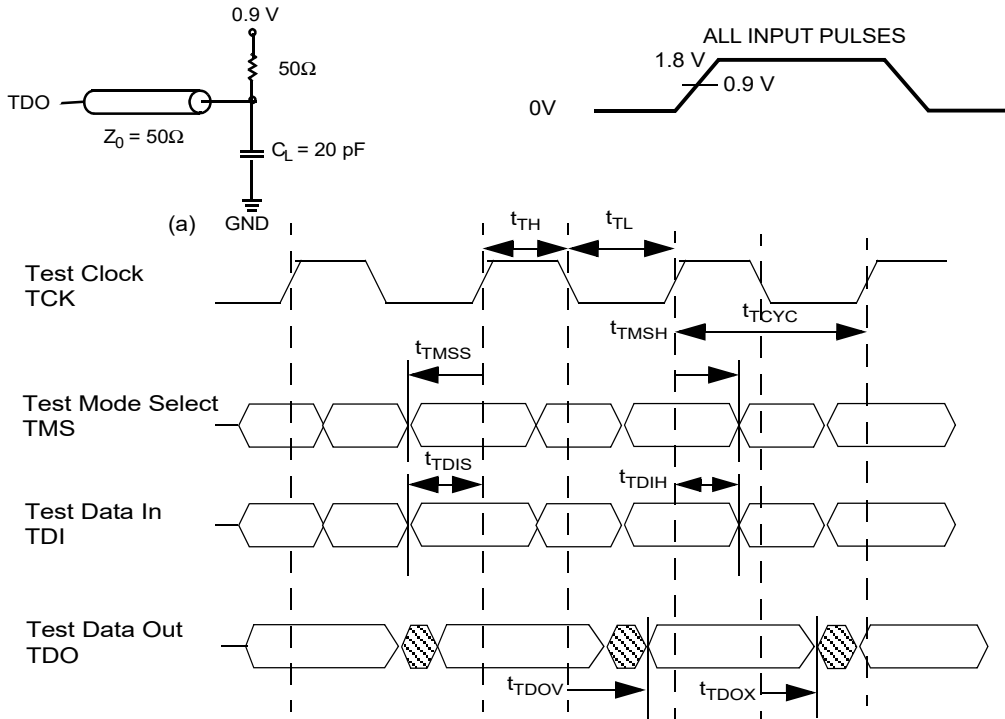 0.9 V
50Ω
TDO
Z0 = 50Ω
CL = 20 pF
(a)
GND
ALL INPUT PULSES
1.8 V
0.9 V
0V
tTH
tTL
Test Clock
TCK
tTMSH
tTCYC
tTMSS
Test Mode Select
TMS
tTDIS
tTDIH
Test Data In
TDI
Test Data Out
TDO
tTDOV
tTDOX